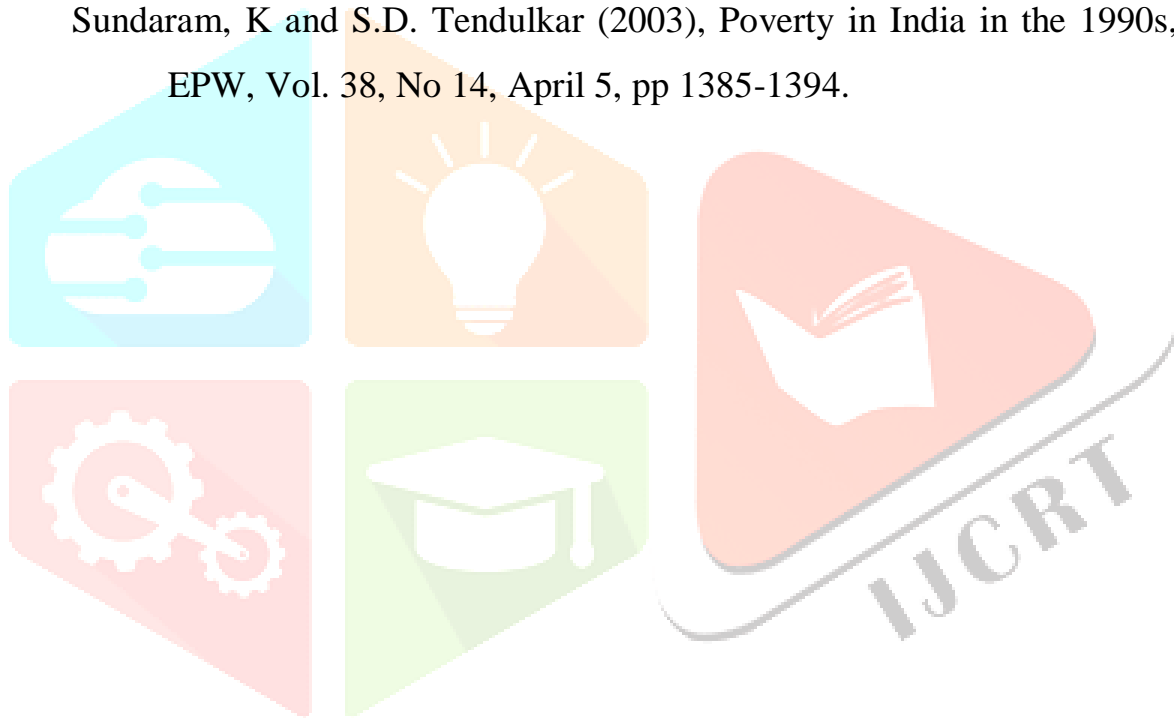 Sundaram, K and S.D. Tendulkar (2003), Poverty in India in the 1990s,
EPW, Vol. 38, No 14, April 5, pp 1385-1394.
IJCRT